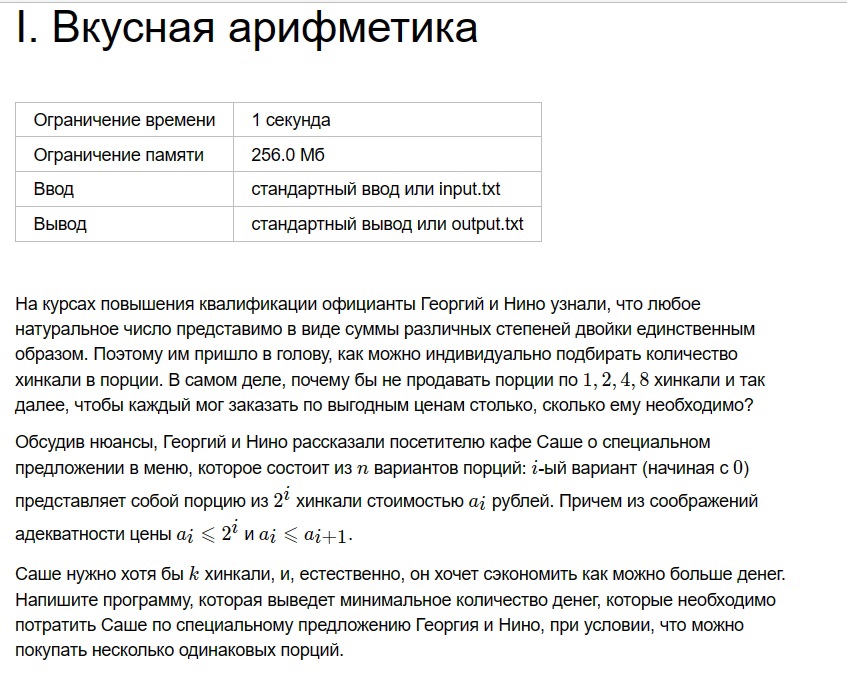 I. Вкусная арифметика
Ограничение времени 1 секунда
Ограничение памяти 256.0 Мб
Ввод стандартный ввод или input.txt
Вывод стандартный вывод или output.txt
На курсах повышения квалификации официанты Георгий и Нино узнали, что любое
натуральное число представимо в виде суммы различных степеней двойки единственным
образом. Поэтому им пришло в голову, как можно индивидуально подбирать количество
хинкали в порции. В самом деле, почему бы не продавать порции по 1, 2, 4, 8 хинкали и так
далее, чтобы каждый мог заказать по выгодным ценам столько, сколько ему необходимо?
Обсудив нюансы, Георгий и Нино рассказали посетителю кафе Саше о специальном
предложении в меню, которое состоит из n вариантов порций: i-ый вариант (начиная с 0)
представляет собой порцию из 2^i хинкали стоимостью a_i рублей. Причем из соображений
адекватности цены a_i ⩽ 2^i и a_i ⩽ a_{i+1}.
Саше нужно хотя бы k хинкали, и, естественно, он хочет сэкономить как можно больше денег.
Напишите программу, которая выведет минимальное количество денег, которые необходимо
потратить Саше по специальному предложению Георгия и Нино, при условии, что можно
покупать несколько одинаковых порций.